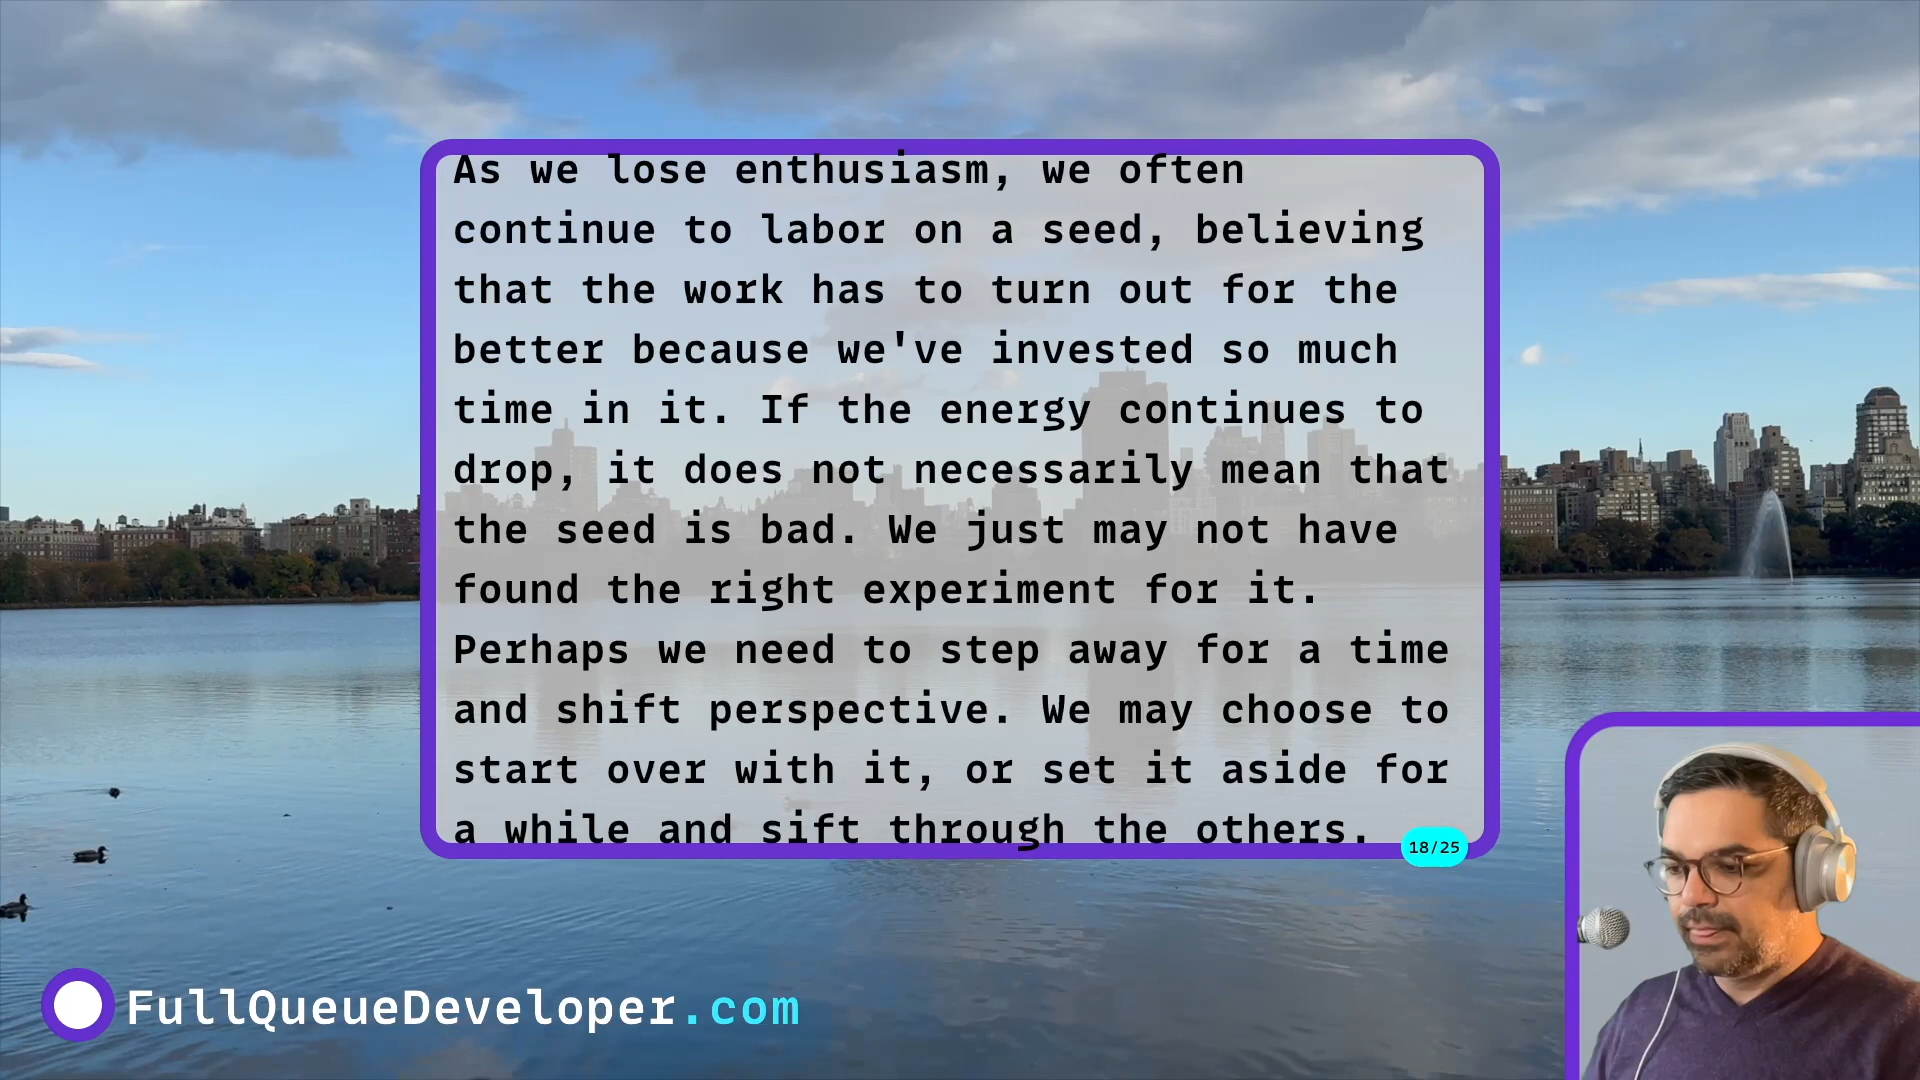 As we lose enthusiasm, we often
continue to labor on a seed, believing
that the work has to turn out for the
better because we've invested so much
time in it. If the energy continues to
drop, it does not necessarily mean that
the seed is bad. We just may not have
found the right experiment for it.
Perhaps we need to step away for a time
and shift perspective. We may choose to
start over with it, or set it aside for
a while and sift through the others.
18/25
FullQueueDeveloper.com